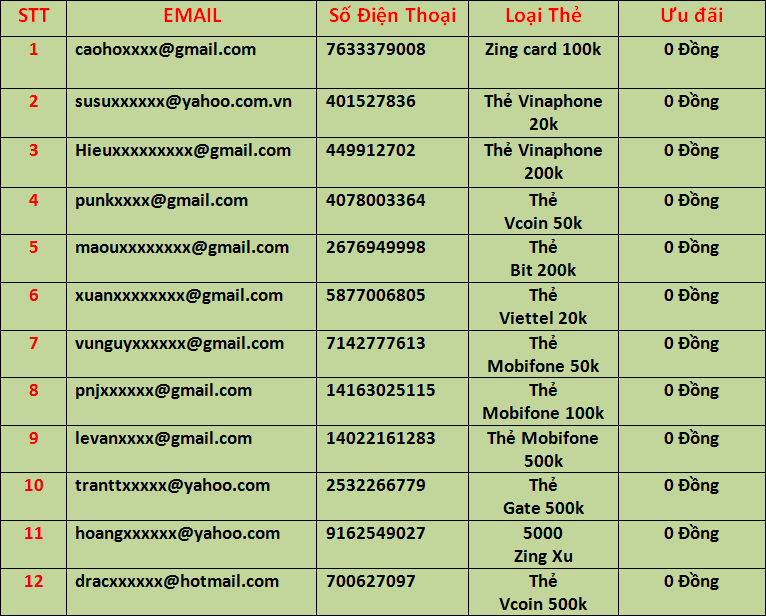 STT EMAIL Số Điện Thoại Loại Thẻ Ưu đãi
1 caohoxxxx@gmail.com 7633379008 Zing card 100k 0 Đồng
2 susuxxxxxx@yahoo.com.vn 401527836 Thẻ Vinaphone 0 Đồng
20k
3 Hieuxxxxxxxxx@gmail.com 449912702 Thẻ Vinaphone 0 Đồng
200k
4 punkxxxx@gmail.com 4078003364 Thẻ 0 Đồng
Vcoin 50k
5 maouxxxxxxxx@gmail.com 2676949998 Thẻ 0 Đồng
Bit 200k
6 xuanxxxxxxxx@gmail.com 5877006805 Thẻ 0 Đồng
Viettel 20k
7 vunguyxxxxxx@gmail.com 7142777613 Thẻ 0 Đồng
Mobifone 50k
8 pnjxxxxxx@gmail.com 14163025115 Thẻ 0 Đồng
Mobifone 100k
9 levanxxxx@gmail.com 14022161283 Thẻ Mobifone 0 Đồng
500k
10 tranttxxxxx@yahoo.com 2532266779 Thẻ 0 Đồng
Gate 500k
11 hoangxxxxxx@yahoo.com 9162549027 5000 0 Đồng
Zing Xu
12 dracxxxxxx@hotmail.com 700627097 Thẻ 0 Đồng
Vcoin 500k